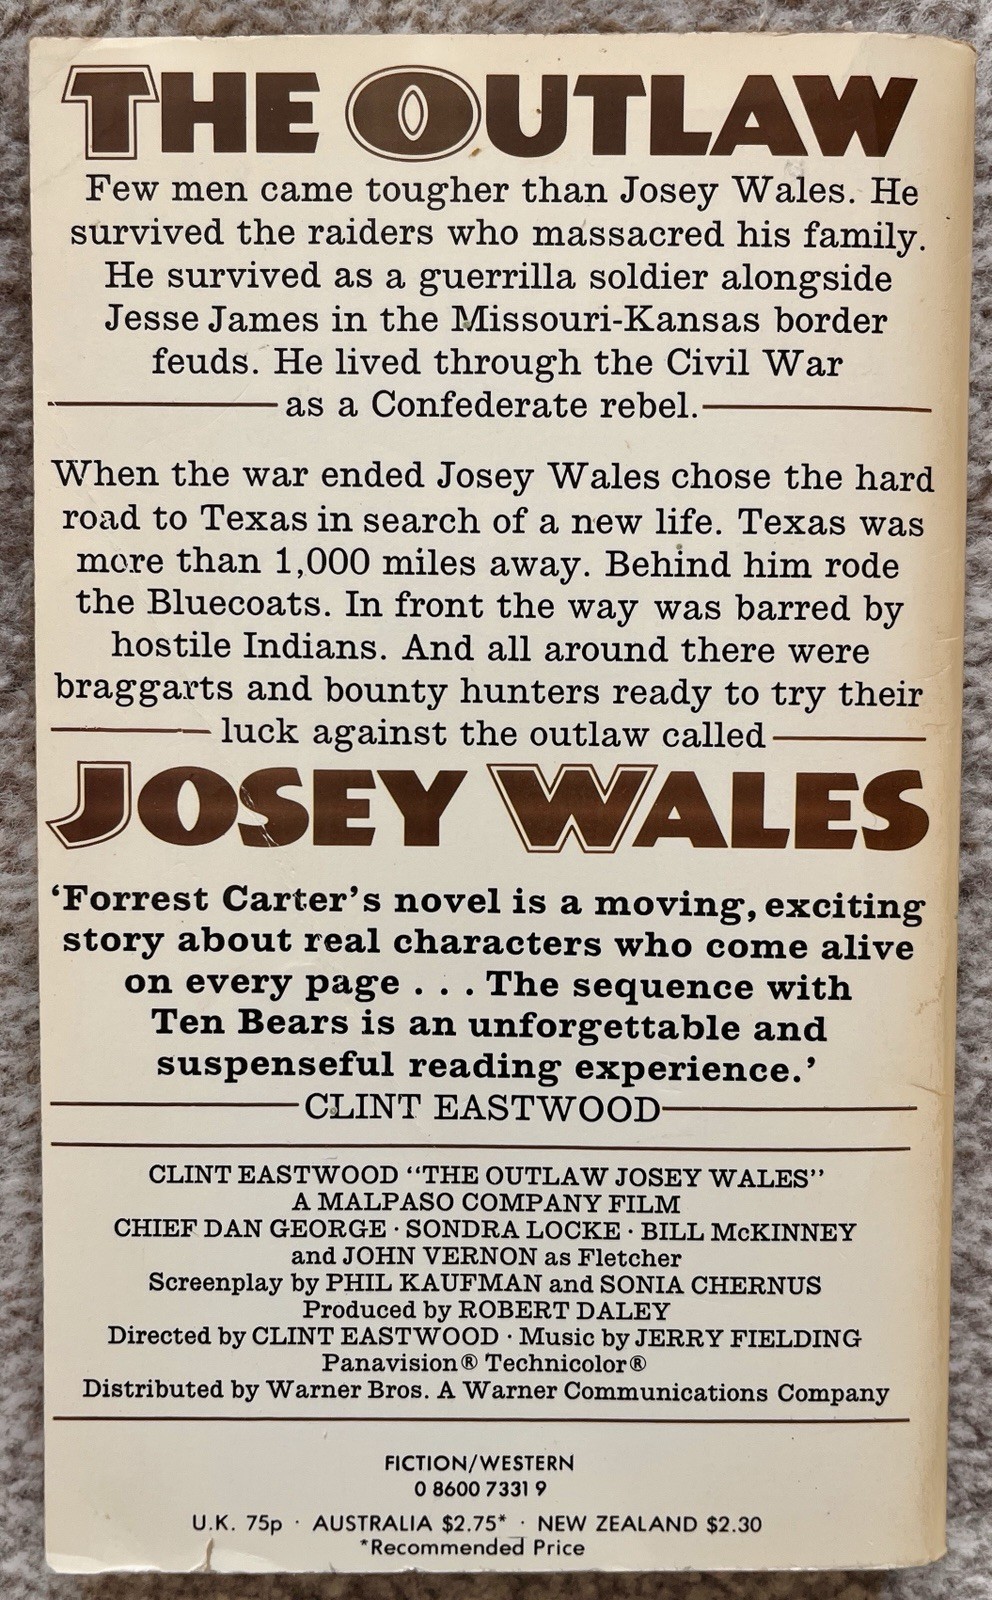 THE OUTLAW
Few men came tougher than Josey Wales. He
survived the raiders who massacred his family.
He survived as a guerrilla soldier alongside
Jesse James in the Missouri-Kansas border
feuds. He lived through the Civil War
as a Confederate rebel.
When the war ended Josey Wales chose the hard
road to Texas in search of a new life. Texas was
more than 1,000 miles away. Behind him rode
the Bluecoats. In front the way was barred by
hostile Indians. And all around there were
braggarts and bounty hunters ready to try their
luck against the outlaw called
JOSEY WALES
‘Forrest Carter’s novel is a moving, exciting
story about real characters who come alive
on every page . . . The sequence with
Ten Bears is an unforgettable and
suspenseful reading experience.’
CLINT EASTWOOD
CLINT EASTWOOD “THE OUTLAW JOSEY WALES”
A MALPASO COMPANY FILM
CHIEF DAN GEORGE · SONDRA LOCKE · BILL McKINNEY
and JOHN VERNON as Fletcher
Screenplay by PHIL KAUFMAN and SONIA CHERNUS
Produced by ROBERT DALEY
Directed by CLINT EASTWOOD · Music by JERRY FIELDING
Panavision® Technicolor®
Distributed by Warner Bros. A Warner Communications Company
FICTION/WESTERN
0 8600 7331 9
U.K. 75p · AUSTRALIA $2.75* · NEW ZEALAND $2.30
*Recommended Price